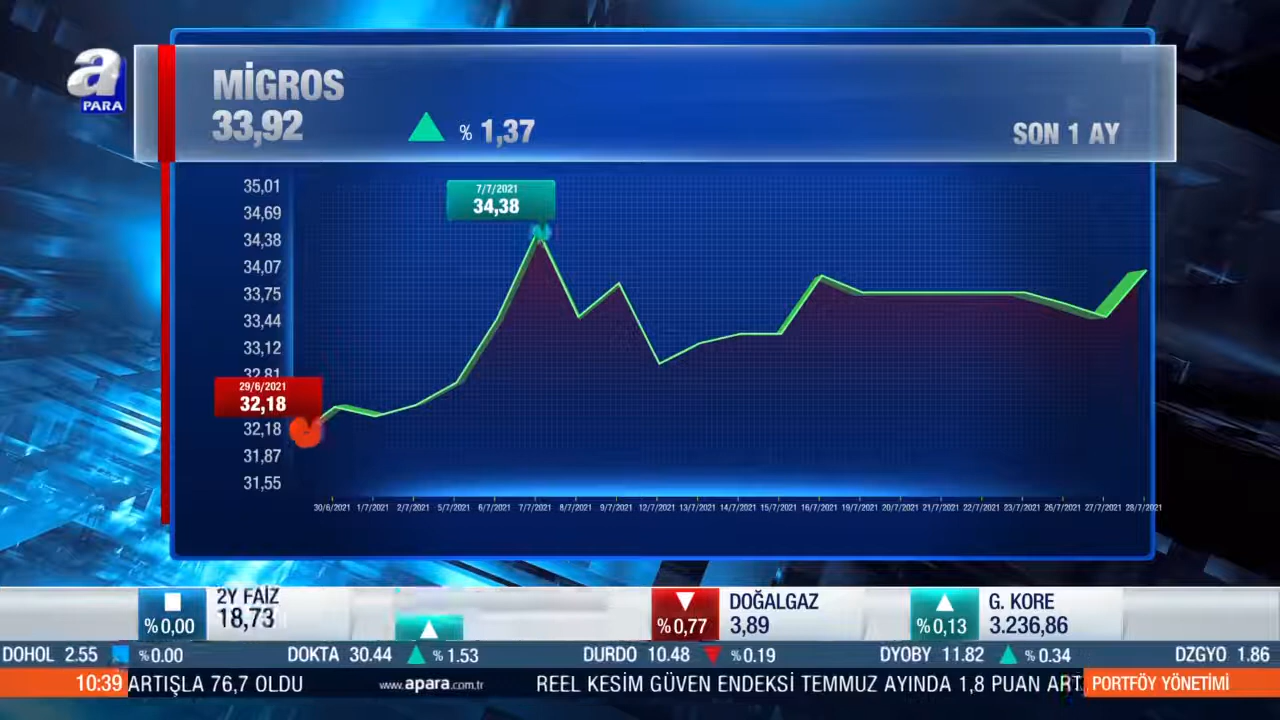 a
PARA
MİGROS
33,92
% 1,37
SON 1 AY
35,01
34,69
34,38
34,07
33,75
33,44
33,12
32,81
32,18
31,87
31,55
7/7/2021
34,38
29/6/2021
32,18
30/6/2021 1/7/2021 2/7/2021 5/7/2021 6/7/2021 7/7/2021 8/7/2021 9/7/2021 12/7/2021 13/7/2021 14/7/2021 15/7/2021 16/7/2021 19/7/2021 20/7/2021 21/7/2021 22/7/2021 23/7/2021 26/7/2021 27/7/2021 28/7/2021
%0,00
2Y FAİZ
18,73
%0,77
DOĞALGAZ
3,89
%0,13
G. KORE
3.236,86
DOHOL 2.55 %0.00 DOKTA 30.44 % 1.53 DURDO 10.48 %0.19 DYOBY 11.82 % 0.34 DZGYO 1.86
10:39 ARTIŞLA 76,7 OLDU www.apara.com.tr REEL KESİM GÜVEN ENDEKSİ TEMMUZ AYINDA 1,8 PUAN ART PORTFÖY YÖNETİMİ